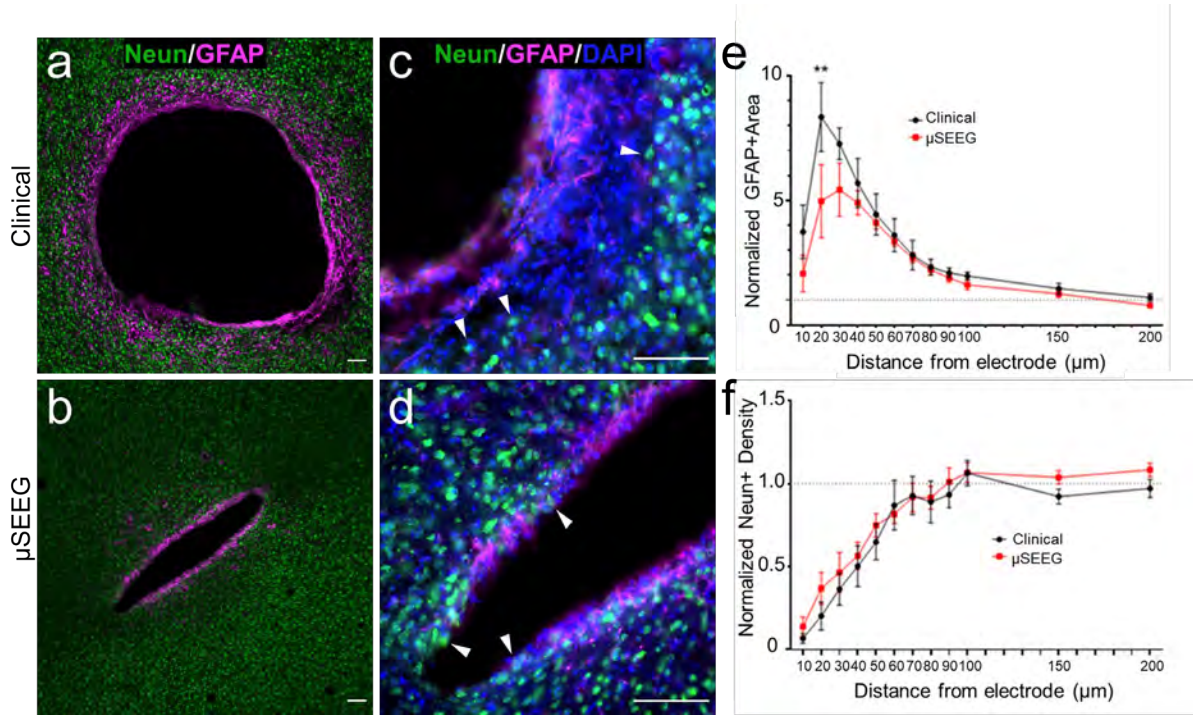 Clinical
µSEEG
a
Neun/GFAP
b
c
Neun/GFAP/DAPI
d
e
Normalized GFAP+Area
10
5
0
**
Clinical
µSEEG
10 20 30 40 50 60 70 80 90 100 150 200
Distance from electrode (µm)
f
Normalized Neun+ Density
1.5
1.0
0.5
0
Clinical
µSEEG
10 20 30 40 50 60 70 80 90 100 150 200
Distance from electrode (µm)